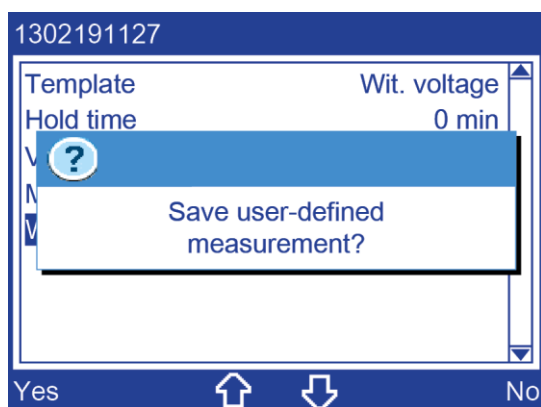 1302191127
Template Wit. voltage
Hold time 0 min
?
Save user-defined
measurement?
Yes No